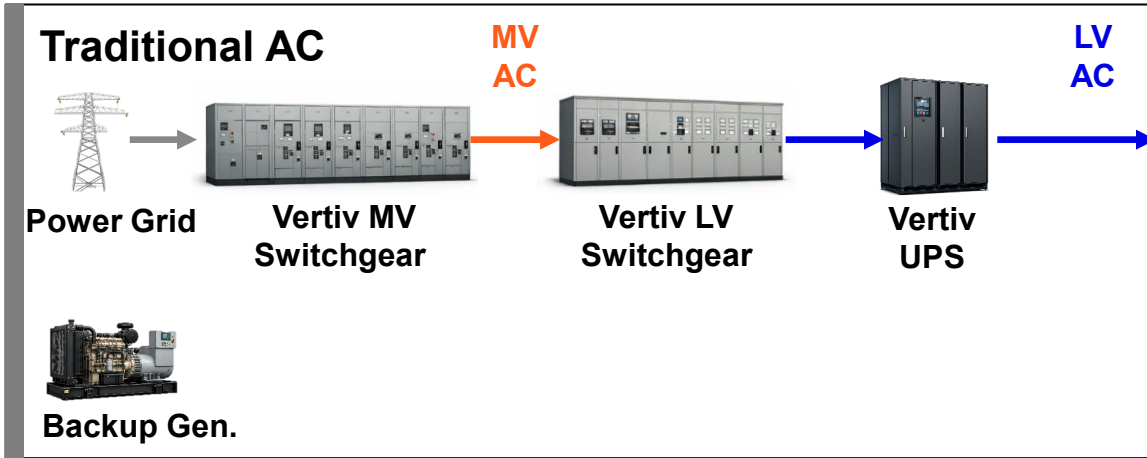 Traditional AC
MV
AC
LV
AC
Power Grid
Vertiv MV
Switchgear
Vertiv LV
Switchgear
Vertiv
UPS
Backup Gen.